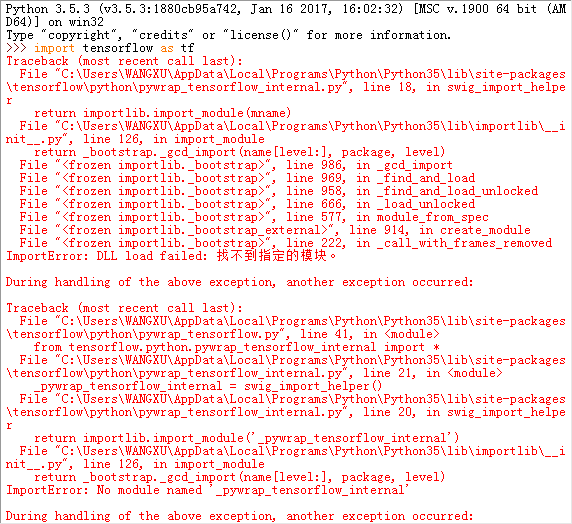 Python 3.5.3 (v3.5.3:1880cb95a742, Jan 16 2017, 16:02:32) [MSC v.1900 64 bit (AM
D64)] on win32
Type "copyright", "credits" or "license()" for more information.
>>> import tensorflow as tf
Traceback (most recent call last):
  File "C:\Users\WANGXU\AppData\Local\Programs\Python\Python35\lib\site-packages
\tensorflow\python\pywrap_tensorflow_internal.py", line 18, in swig_import_helpe
r
    return importlib.import_module(mname)
  File "C:\Users\WANGXU\AppData\Local\Programs\Python\Python35\lib\importlib\__i
nit__.py", line 126, in import_module
    return _bootstrap._gcd_import(name[level:], package, level)
  File "<frozen importlib._bootstrap>", line 986, in _gcd_import
  File "<frozen importlib._bootstrap>", line 969, in _find_and_load
  File "<frozen importlib._bootstrap>", line 958, in _find_and_load_unlocked
  File "<frozen importlib._bootstrap>", line 666, in _load_unlocked
  File "<frozen importlib._bootstrap>", line 577, in module_from_spec
  File "<frozen importlib._bootstrap_external>", line 914, in create_module
  File "<frozen importlib._bootstrap>", line 222, in _call_with_frames_removed
ImportError: DLL load failed: 找不到指定的模块。

During handling of the above exception, another exception occurred:

Traceback (most recent call last):
  File "C:\Users\WANGXU\AppData\Local\Programs\Python\Python35\lib\site-packages
\tensorflow\python\pywrap_tensorflow.py", line 41, in <module>
    from tensorflow.python.pywrap_tensorflow_internal import *
  File "C:\Users\WANGXU\AppData\Local\Programs\Python\Python35\lib\site-packages
\tensorflow\python\pywrap_tensorflow_internal.py", line 21, in <module>
    _pywrap_tensorflow_internal = swig_import_helper()
  File "C:\Users\WANGXU\AppData\Local\Programs\Python\Python35\lib\site-packages
\tensorflow\python\pywrap_tensorflow_internal.py", line 20, in swig_import_helpe
r
    return importlib.import_module('_pywrap_tensorflow_internal')
  File "C:\Users\WANGXU\AppData\Local\Programs\Python\Python35\lib\importlib\__i
nit__.py", line 126, in import_module
    return _bootstrap._gcd_import(name[level:], package, level)
ImportError: No module named '_pywrap_tensorflow_internal'

During handling of the above exception, another exception occurred: